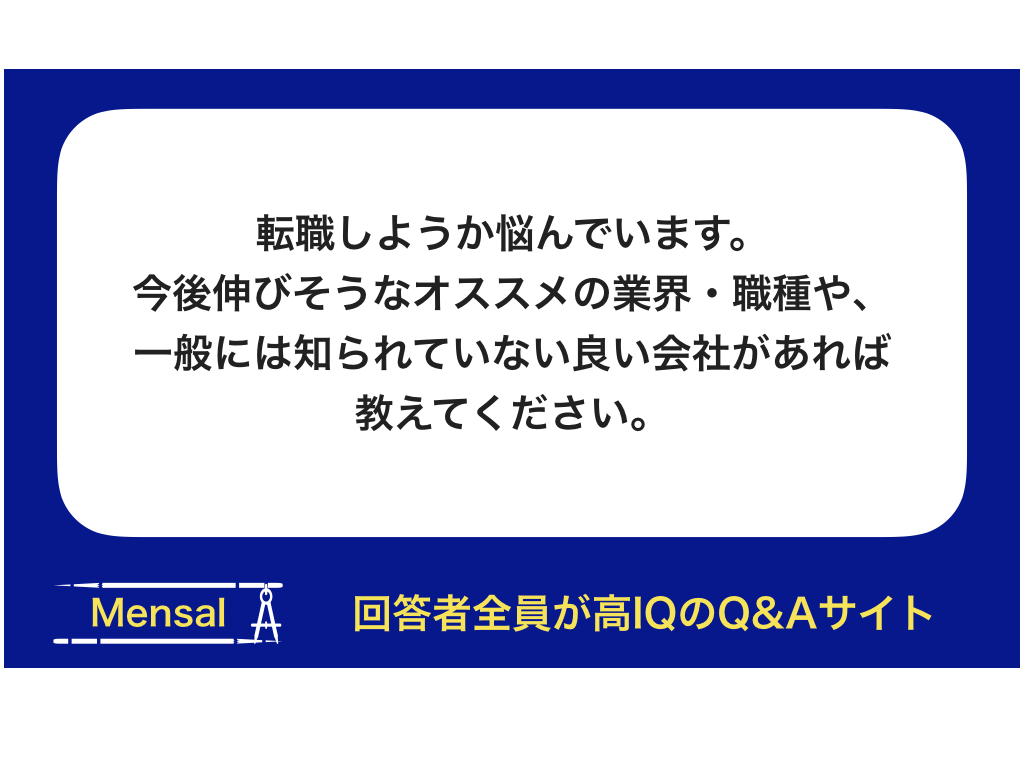 転職しようか悩んでいます。
今後伸びそうなオススメの業界・職種や、
一般には知られていない良い会社があれば
教えてください。
Mensal
回答者全員が高IQのQ&Aサイト